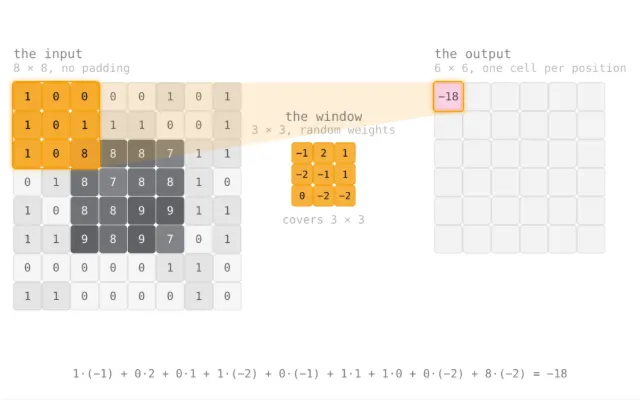 the input
8 × 8, no padding
the output
6 × 6, one cell per position
1 0 0 0 0 1 0 1
1 0 1 1 1 0 0 1
1 0 8 8 8 7 1 1
0 1 8 7 8 8 1 0
1 0 8 8 9 9 1 1
1 1 9 8 9 7 0 1
0 0 0 0 0 1 1 0
1 1 0 0 0 0 1 0
−18
the window
3 × 3, random weights
−1 2 1
−2 −1 1
0 −2 −2
covers 3 × 3
1·(−1) + 0·2 + 0·1 + 1·(−2) + 0·(−1) + 1·1 + 1·0 + 0·(−2) + 8·(−2) = −18